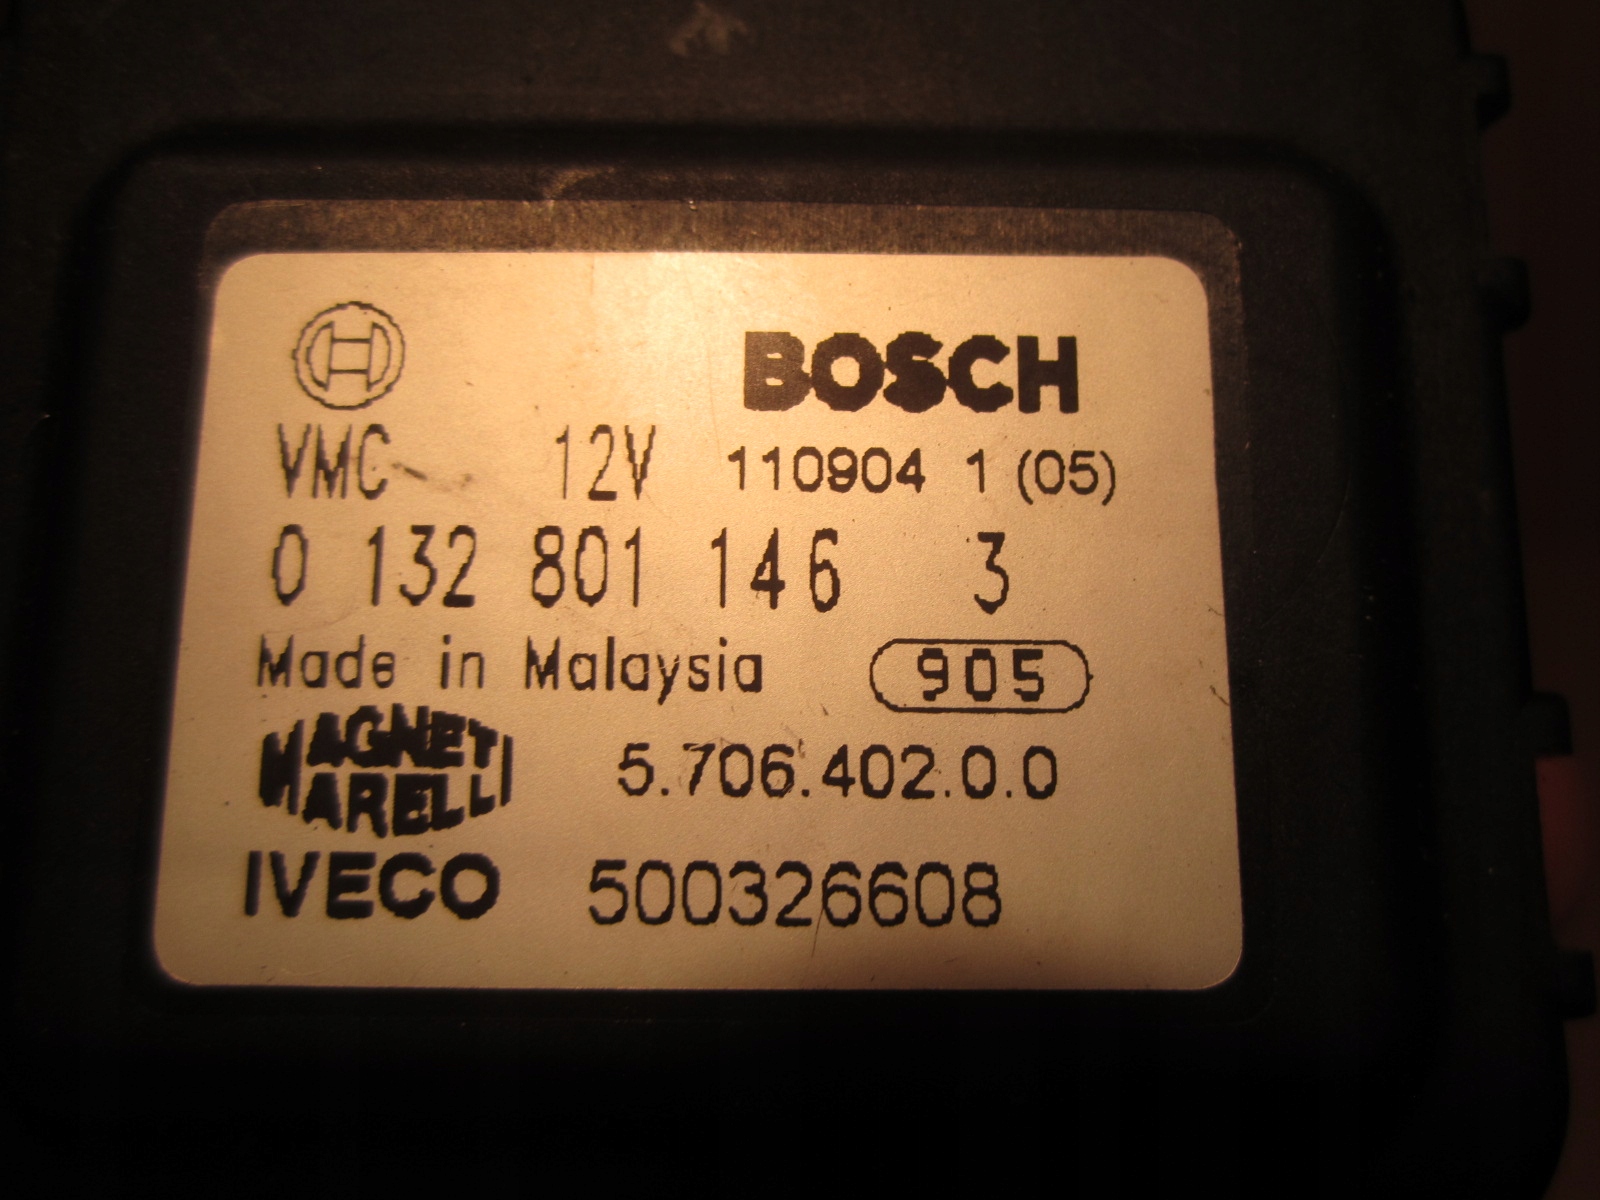 BOSCH
VMC 12V 110904 1 (05)
0 132 801 146 3
Made in Malaysia 905
MAGNETI
MARELLI 5.706.402.0.0
IVECO 500326608